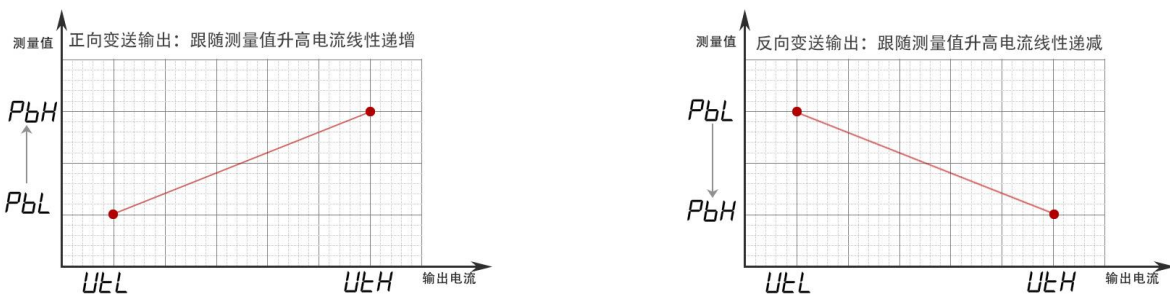 测量值
正向变送输出：跟随测量值升高电流线性递增
PbH
PbL
UtL
UtH
输出电流
测量值
反向变送输出：跟随测量值升高电流线性递减
PbL
PbH
UtL
UtH
输出电流